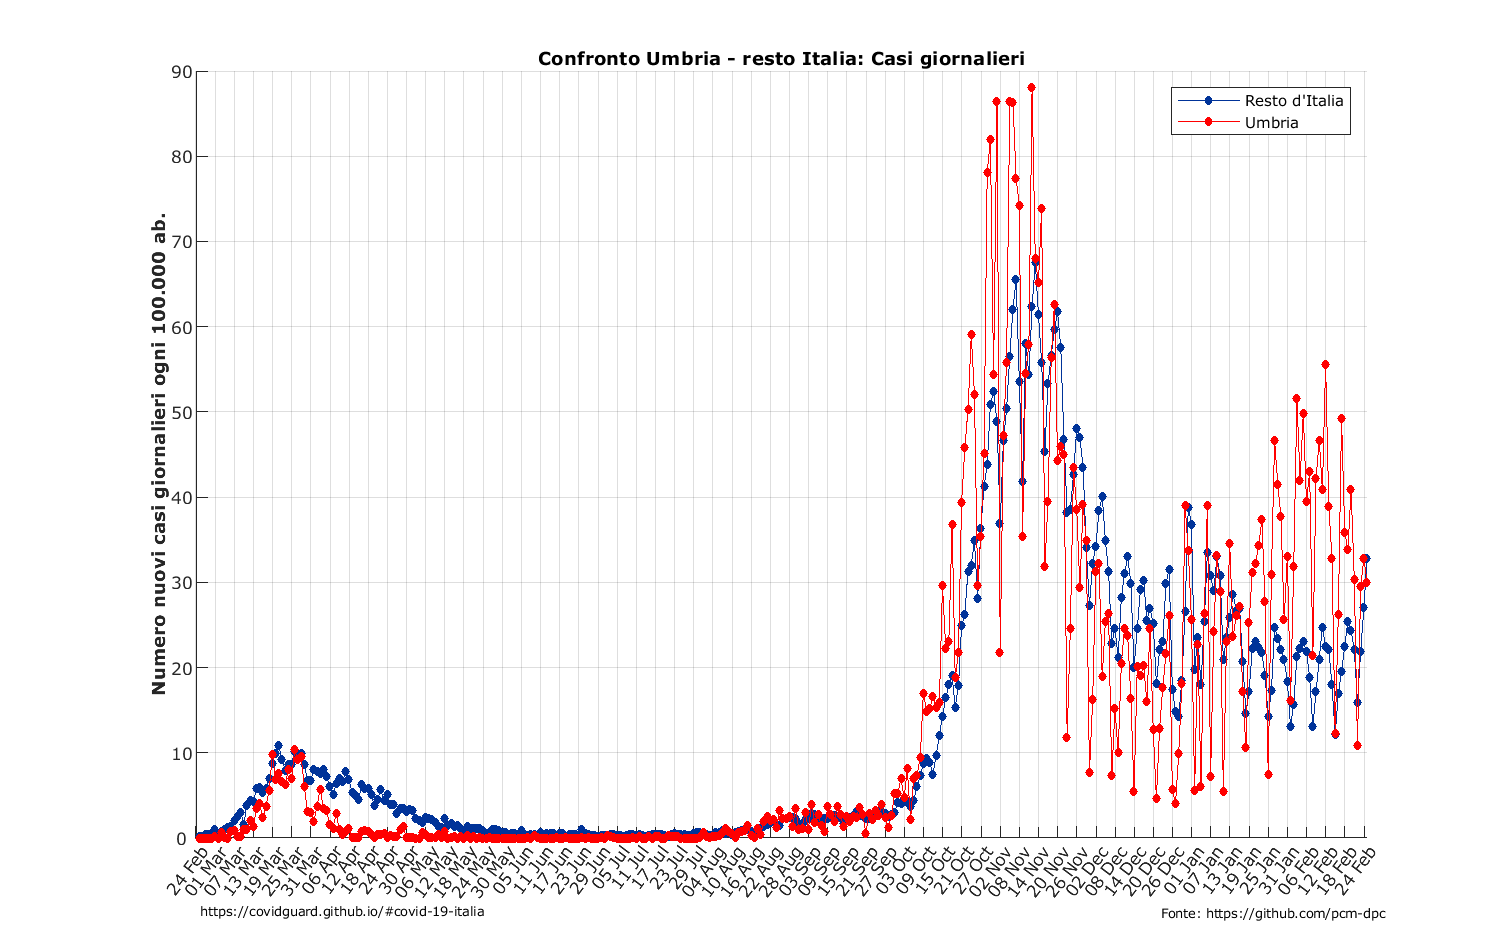 Confronto Umbria - resto Italia: Casi giornalieri
Numero nuovi casi giornalieri ogni 100.000 ab.
90
80
70
60
50
40
30
20
10
0
Resto d'Italia
Umbria
24 Feb
01 Mar
07 Mar
13 Mar
19 Mar
25 Mar
31 Mar
06 Apr
12 Apr
18 Apr
24 Apr
30 Apr
06 May
12 May
18 May
24 May
30 May
05 Jun
11 Jun
17 Jun
23 Jun
29 Jun
05 Jul
11 Jul
17 Jul
23 Jul
29 Jul
04 Aug
10 Aug
16 Aug
22 Aug
28 Aug
03 Sep
09 Sep
15 Sep
21 Sep
27 Sep
03 Oct
09 Oct
15 Oct
21 Oct
27 Oct
02 Nov
08 Nov
14 Nov
20 Nov
26 Nov
02 Dec
08 Dec
14 Dec
20 Dec
26 Dec
01 Jan
07 Jan
13 Jan
19 Jan
25 Jan
31 Jan
06 Feb
12 Feb
18 Feb
24 Feb
https://covidguard.github.io/#covid-19-italia
Fonte: https://github.com/pcm-dpc